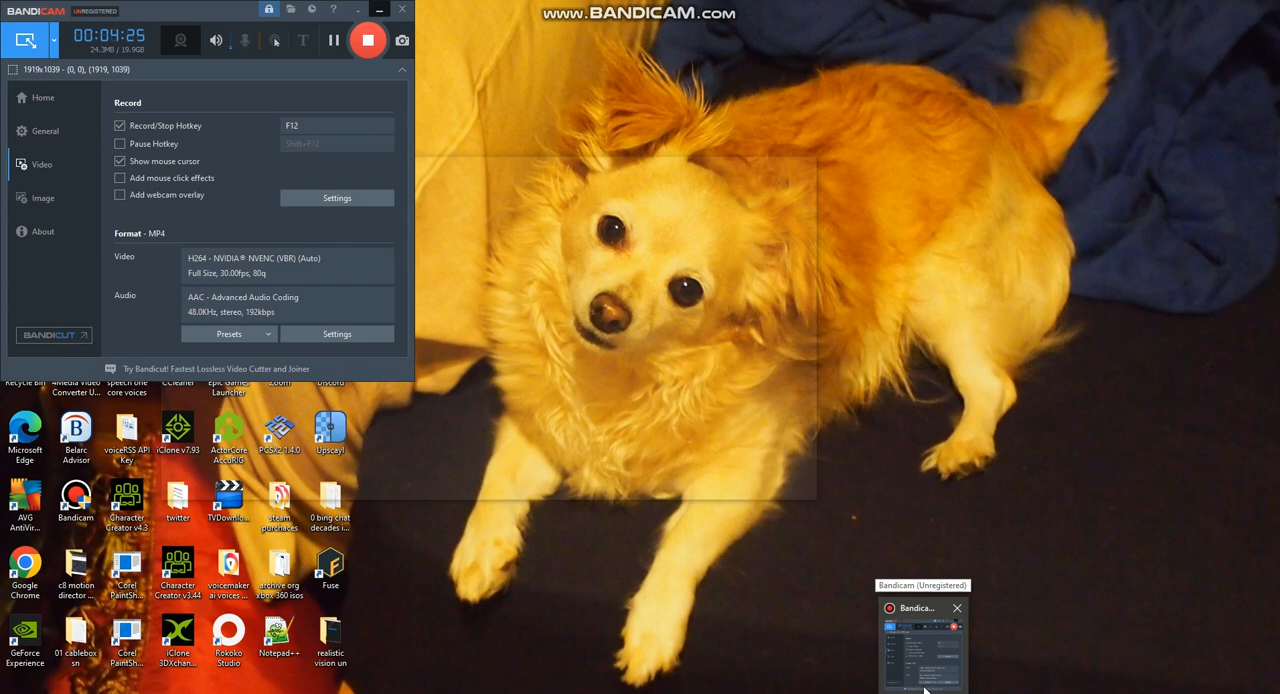 BANDICAM UNREGISTERED
www.BANDICAM.com
00:04:25
24.3MB / 19.9GB
1919x1039 - (0, 0), (1919, 1039)
Home
General
Video
Image
About
BANDICUT
Record
Record/Stop Hotkey
F12
Pause Hotkey
Shift+F12
Show mouse cursor
Add mouse click effects
Add webcam overlay
Settings
Format - MP4
Video
H264 - NVIDIA® NVENC (VBR) (Auto)
Full Size, 30.00fps, 80q
Audio
AAC - Advanced Audio Coding
48.0KHz, stereo, 192kbps
Presets
Settings
Try Bandicut! Fastest Lossless Video Cutter and Joiner
Recycle Bin
4Media Video
Converter U...
speech one
core voices
CCleaner
Epic Games
Launcher
Zoom
Discord
Microsoft
Edge
Belarc
Advisor
voiceRSS API
Key
iClone v7.93
ActorCore
AccuRIG
PCSX2 1.4.0
Upscayl
AVG
AntiVir...
Bandicam
Character
Creator v4.3
twitter
TVDownlo...
steam
purchaces
0 bing chat
decades i...
Google
Chrome
c8 motion
director ...
Corel
PaintSh...
Character
Creator v3.44
voicemaker
ai voices ...
archive org
xbox 360 isos
Fuse
GeForce
Experience
01 cablebox
sn
Corel
PaintSh...
iClone
3DXchan...
Rokoko
Studio
Notepad++
realistic
vision un
Bandicam (Unregistered)
Bandica...